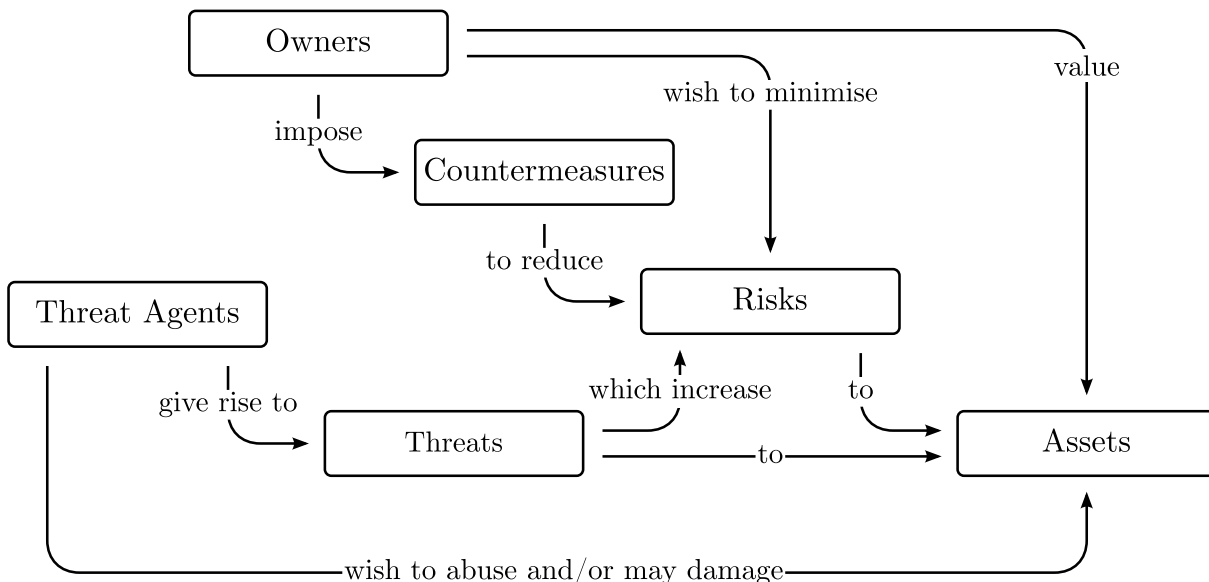 Owners
value
wish to minimise
impose
Countermeasures
to reduce
Risks
Threat Agents
which increase
to
give rise to
Threats
to
Assets
wish to abuse and/or may damage